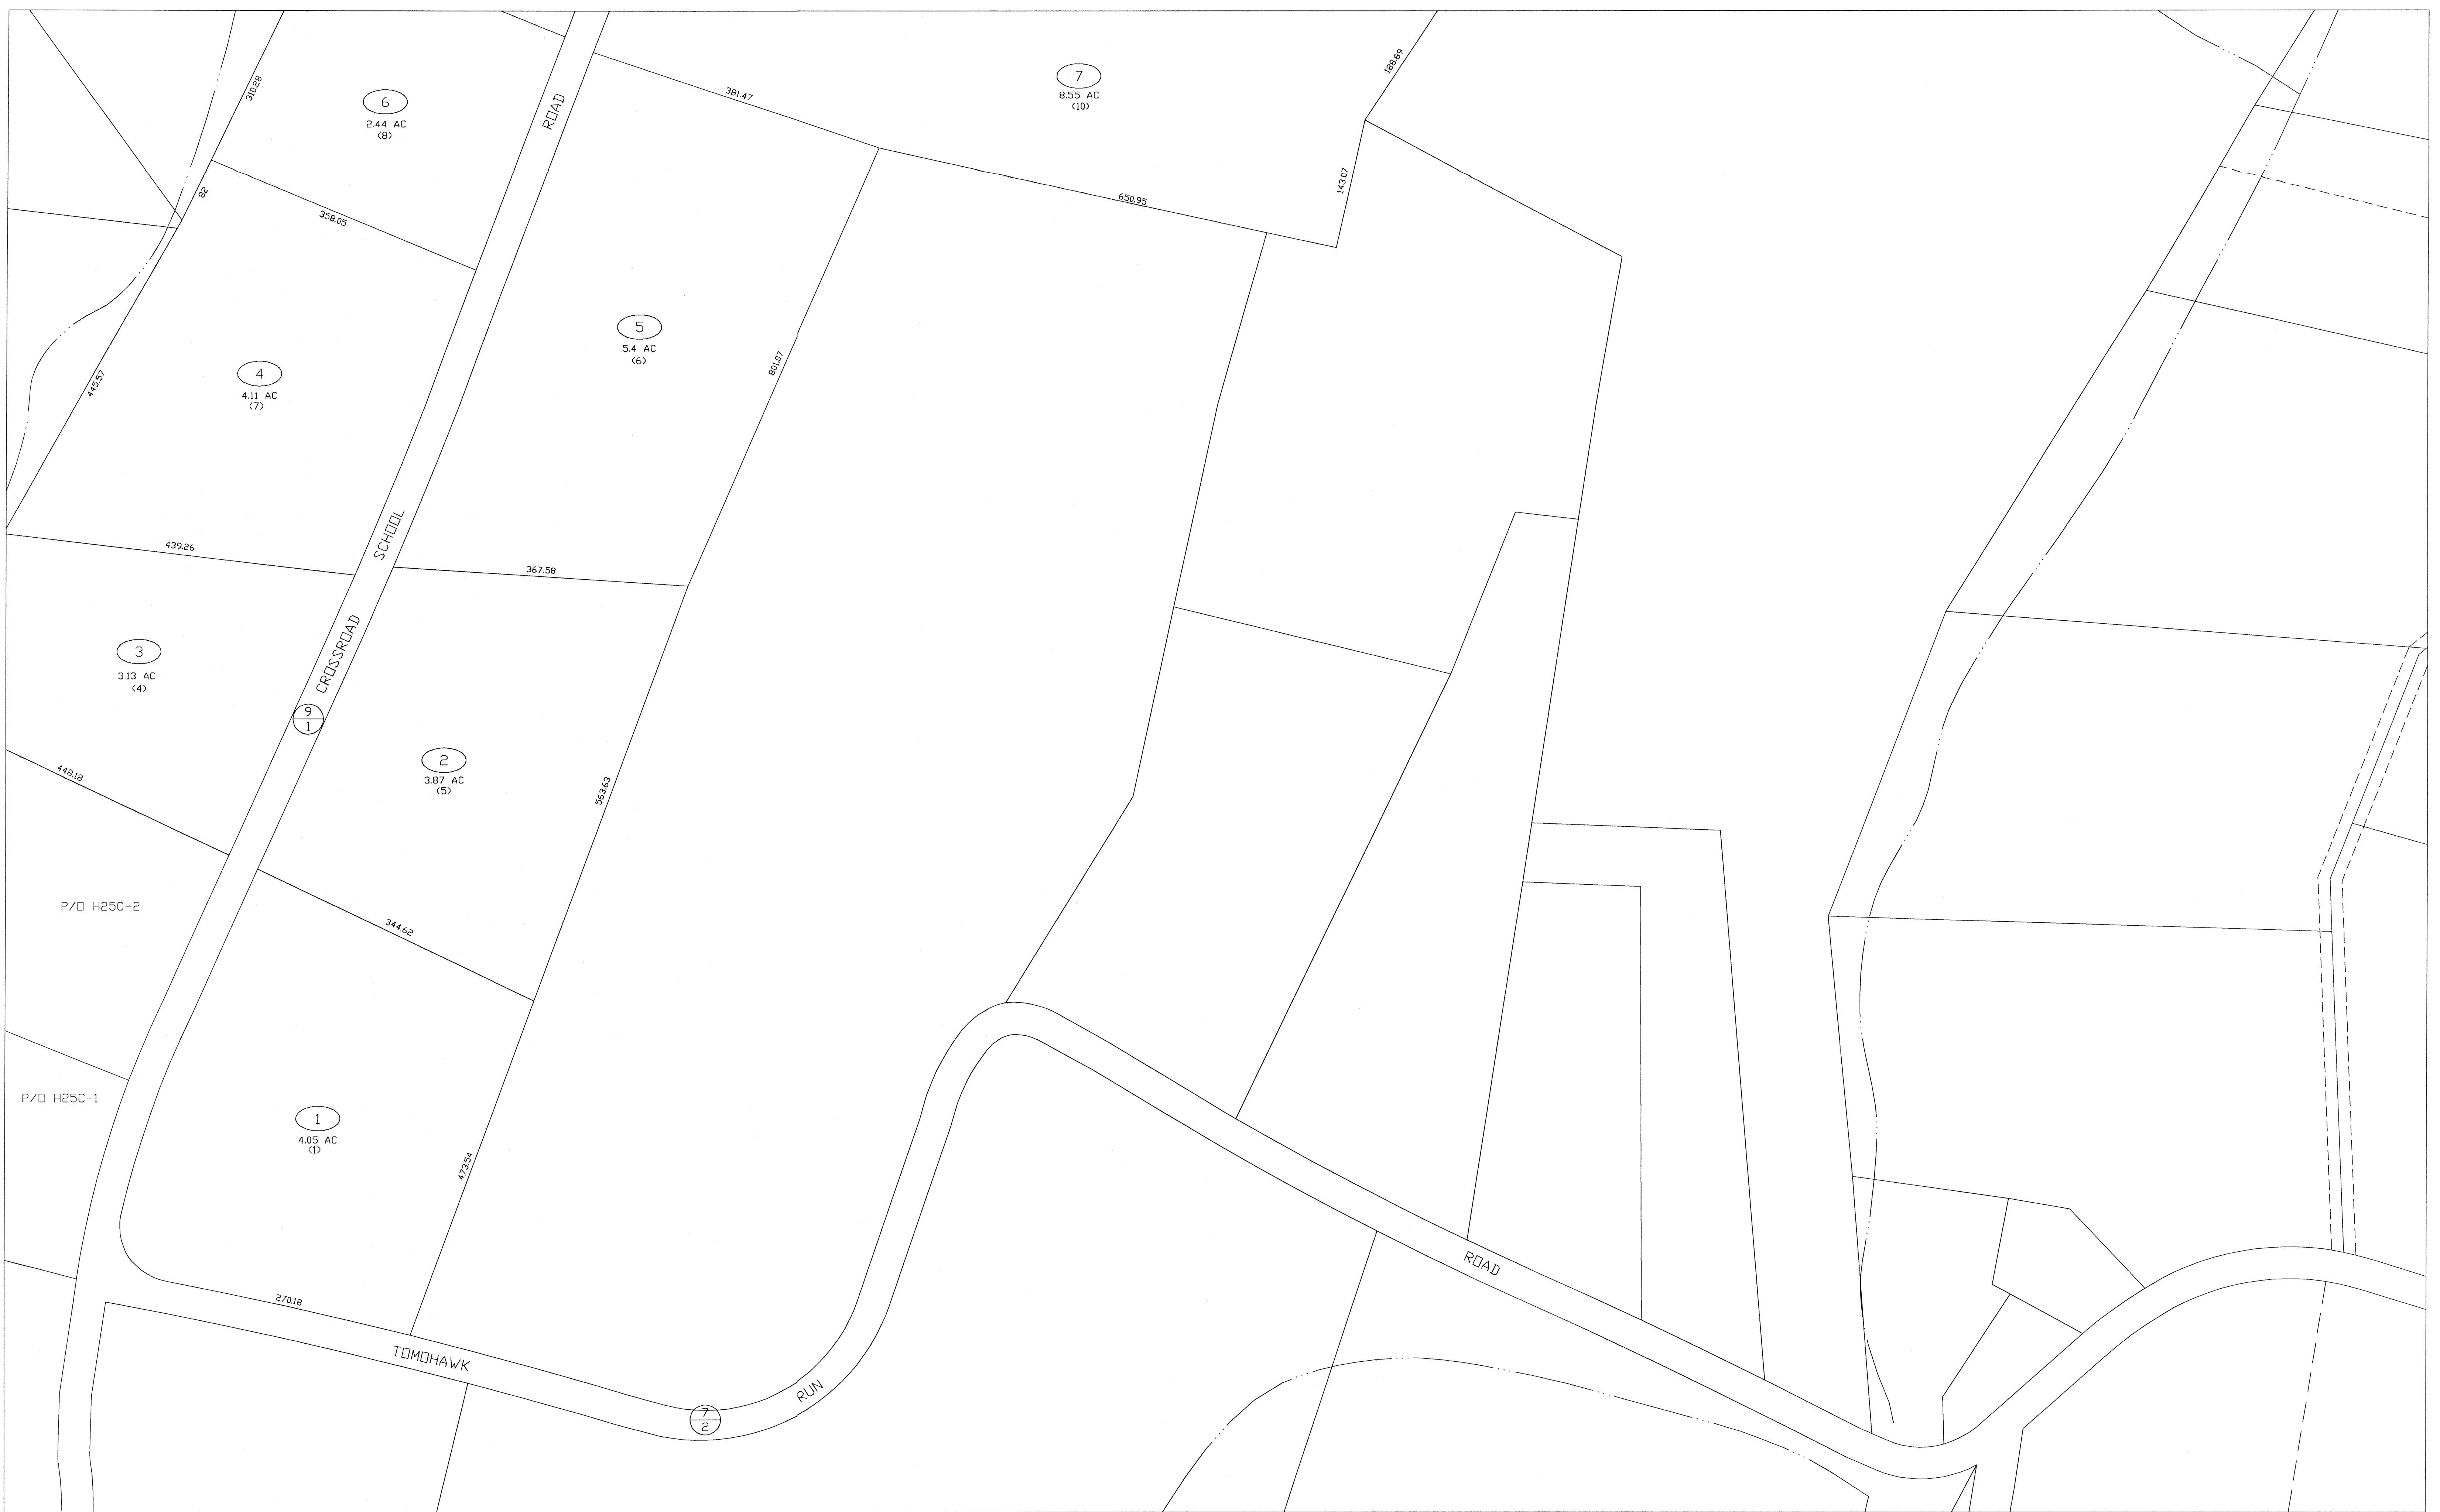 188.89
7
8.55 AC
(10)
310.28
6
2.44 AC
(8)
ROAD
381.47
143.07
82
358.05
650.95
5
5.4 AC
(6)
801.07
4
4.11 AC
(7)
445.57
SCHOOL
439.26
367.58
3
3.13 AC
(4)
CROSSROAD
9
1
2
3.87 AC
(5)
448.18
563.63
P/O H25C-2
344.62
P/O H25C-1
1
4.05 AC
(1)
473.54
270.18
ROAD
TOMOHAWK
RUN
7
2